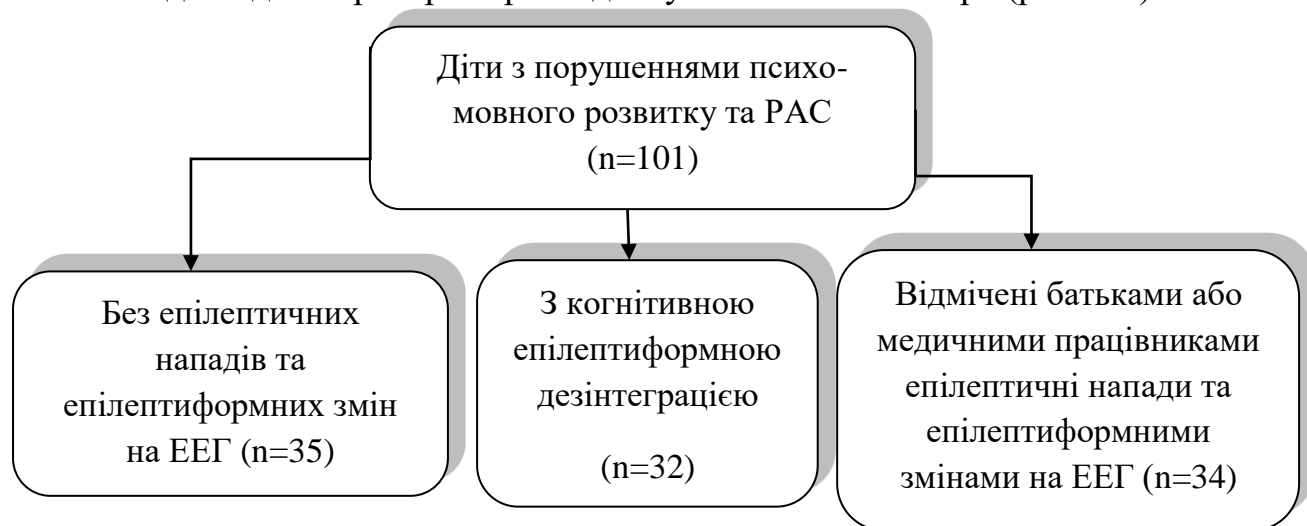 Діти з порушеннями психо-
мовного розвитку та РАС
(n=101)
Без епілептичних
нападів та
епілептиформних змін
на ЕЕГ (n=35)
З когнітивною
епілептиформною
дезінтеграцією
(n=32)
Відмічені батьками або
медичними працівниками
епілептичні напади та
епілептиформними
змінами на ЕЕГ (n=34)